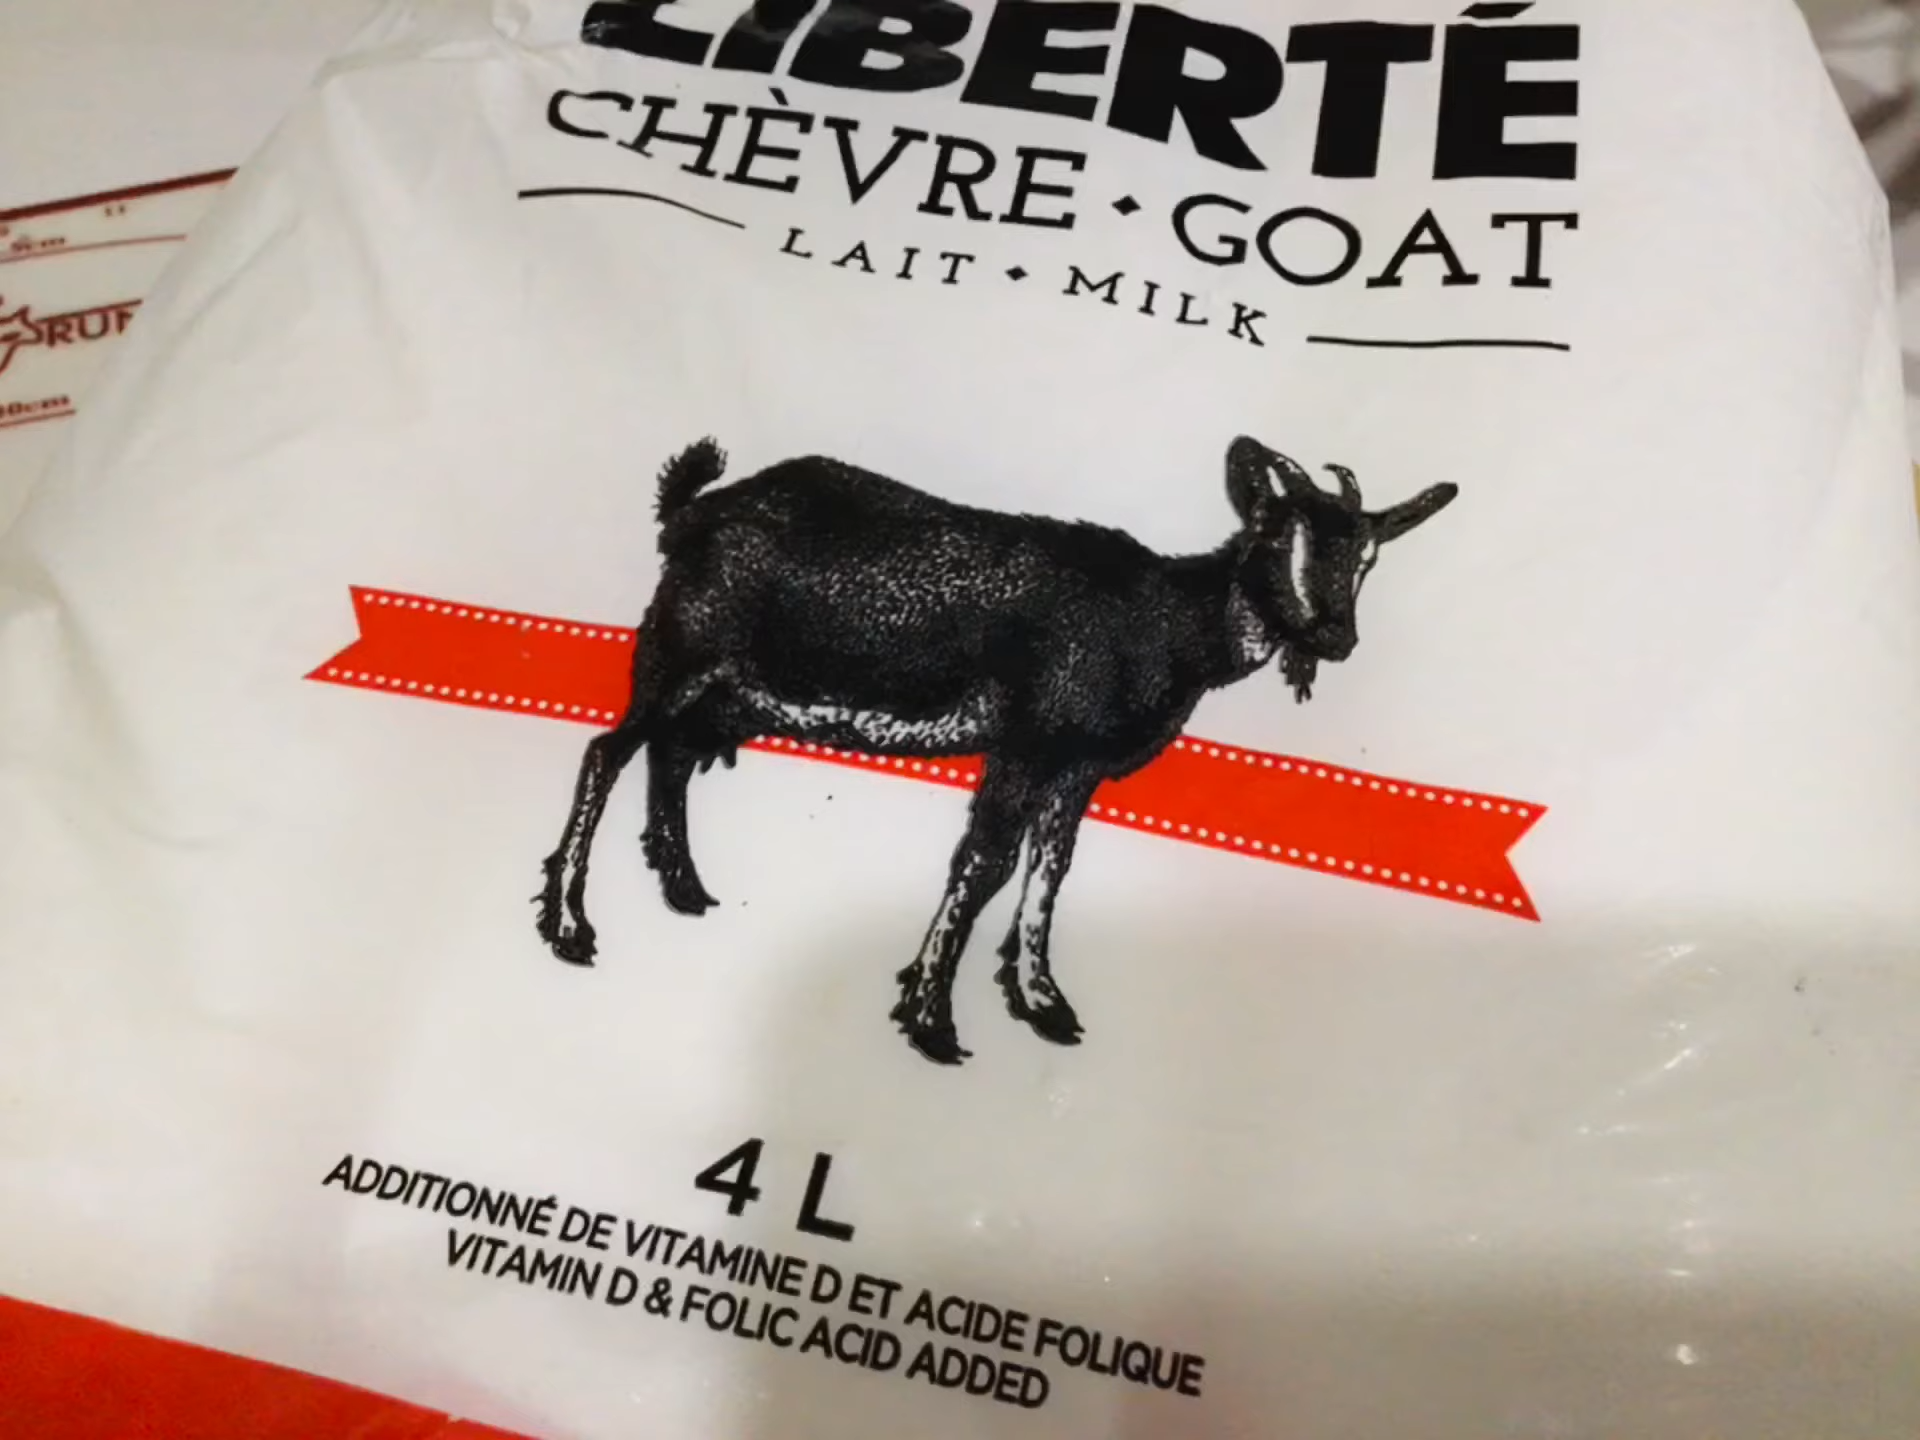 LIBERTÉ
CHÈVRE • GOAT
LAIT • MILK
4 L
ADDITIONNÉ DE VITAMINE D ET ACIDE FOLIQUE
VITAMIN D & FOLIC ACID ADDED